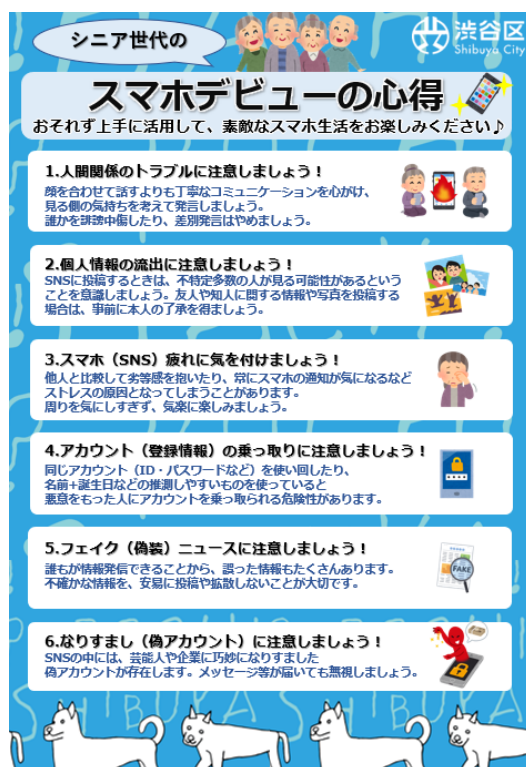 シニア世代の
渋谷区
Shibuya City
スマホデビューの心得
おそれず上手に活用して、素敵なスマホ生活をお楽しみください♪
1.人間関係のトラブルに注意しましょう！
顔を合わせて話すよりも丁寧なコミュニケーションを心がけ、
見る側の気持ちを考えて発言しましょう。
誰かを誹謗中傷したり、差別発言はやめましょう。
2.個人情報の流出に注意しましょう！
SNSに投稿するときは、不特定多数の人が見る可能性があるという
ことを意識しましょう。友人や知人に関する情報や写真を投稿する
場合は、事前に本人の了承を得ましょう。
3.スマホ（SNS）疲れに気を付けましょう！
他人と比較して劣等感を抱いたり、常にスマホの通知が気になるなど
ストレスの原因となってしまうことがあります。
周りを気にしすぎず、気楽に楽しみましょう。
4.アカウント（登録情報）の乗っ取りに注意しましょう！
同じアカウント（ID・パスワードなど）を使い回したり、
名前+誕生日などの推測しやすいものを使っていると
悪意をもった人にアカウントを乗っ取られる危険性があります。
5.フェイク（偽装）ニュースに注意しましょう！
誰もが情報発信できることから、誤った情報もたくさんあります。
不確かな情報を、安易に投稿や拡散しないことが大切です。
FAKE
6.なりすまし（偽アカウント）に注意しましょう！
SNSの中には、芸能人や企業に巧妙になりすました
偽アカウントが存在します。メッセージ等が届いても無視しましょう。
SHIBUYA SHIBUYA